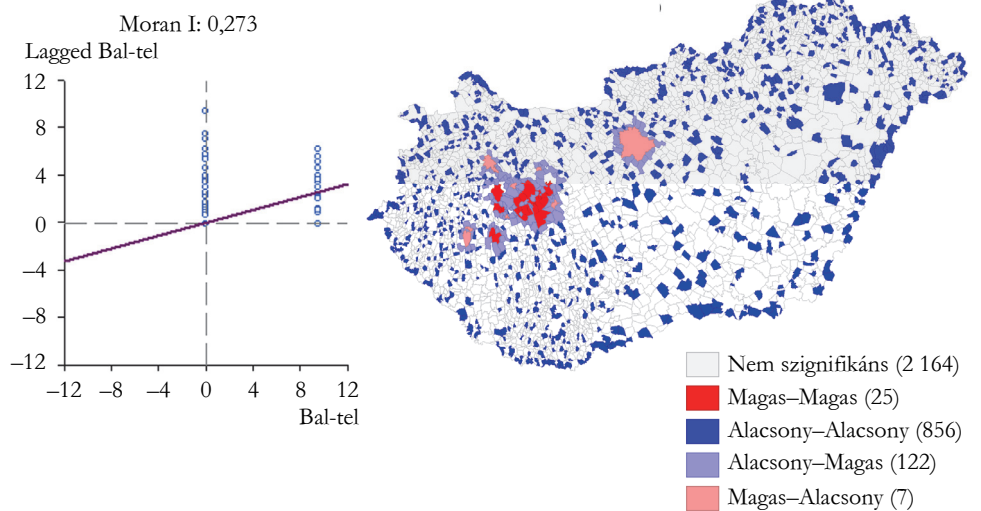 Moran I: 0,273
Lagged Bal-tel
12
8
4
0
–4
–8
–12
–12 –8 –4 0 4 8 12
Bal-tel
Nem szignifikáns (2 164)
Magas–Magas (25)
Alacsony–Alacsony (856)
Alacsony–Magas (122)
Magas–Alacsony (7)